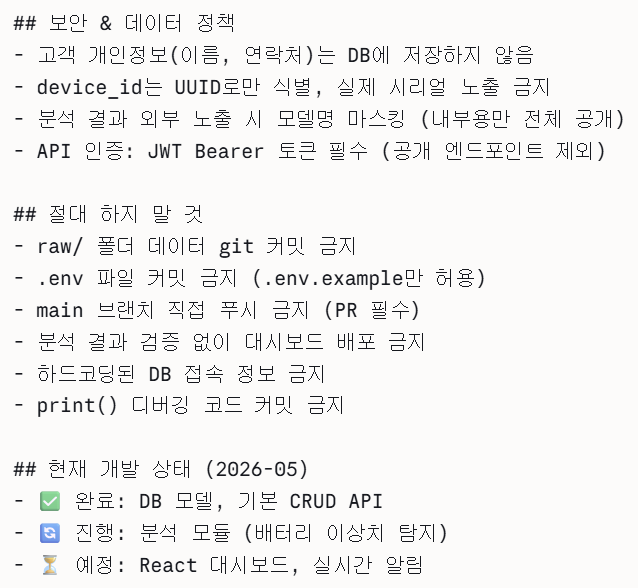 ## 보안 & 데이터 정책
- 고객 개인정보(이름, 연락처)는 DB에 저장하지 않음
- device_id는 UUID로만 식별, 실제 시리얼 노출 금지
- 분석 결과 외부 노출 시 모델명 마스킹 (내부용만 전체 공개)
- API 인증: JWT Bearer 토큰 필수 (공개 엔드포인트 제외)
## 절대 하지 말 것
- raw/ 폴더 데이터 git 커밋 금지
- .env 파일 커밋 금지 (.env.example만 허용)
- main 브랜치 직접 푸시 금지 (PR 필수)
- 분석 결과 검증 없이 대시보드 배포 금지
- 하드코딩된 DB 접속 정보 금지
- print() 디버깅 코드 커밋 금지
## 현재 개발 상태 (2026-05)
- ✅ 완료: DB 모델, 기본 CRUD API
- 🔄 진행: 분석 모듈 (배터리 이상치 탐지)
- ⏳ 예정: React 대시보드, 실시간 알림